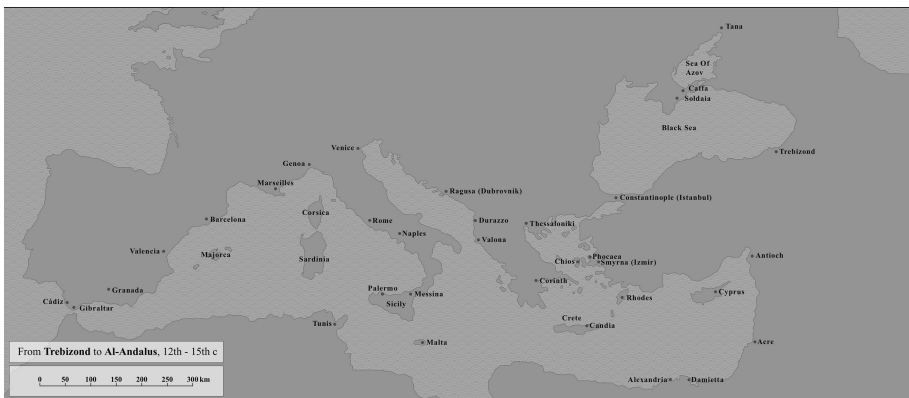 Tana
Sea Of
Azov
Caffa
Soldaia
Black Sea
Trebizond
Venice
Genoa
Marseilles
Ragusa (Dubrovnik)
Constantinople (Istanbul)
Corsica
Barcelona
Rome
Durazzo
Thessaloniki
Naples
Valona
Valencia
Majorca
Sardinia
Phocaea
Chios
Smyrna (Izmir)
Antioch
Corinth
Granada
Palermo
Messina
Cyprus
Cádiz
Sicily
Rhodes
Gibraltar
Crete
Tunis
Candia
Malta
Acre
From Trebizond to Al-Andalus, 12th - 15th c
0 50 100 150 200 250 300 km
Alexandria
Damietta